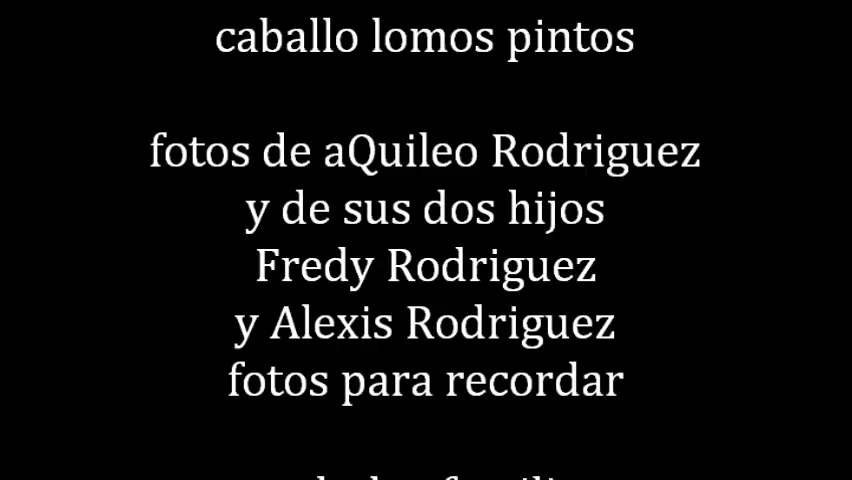 caballo lomos pintos
fotos de aQuileo Rodriguez
y de sus dos hijos
Fredy Rodriguez
y Alexis Rodriguez
fotos para recordar